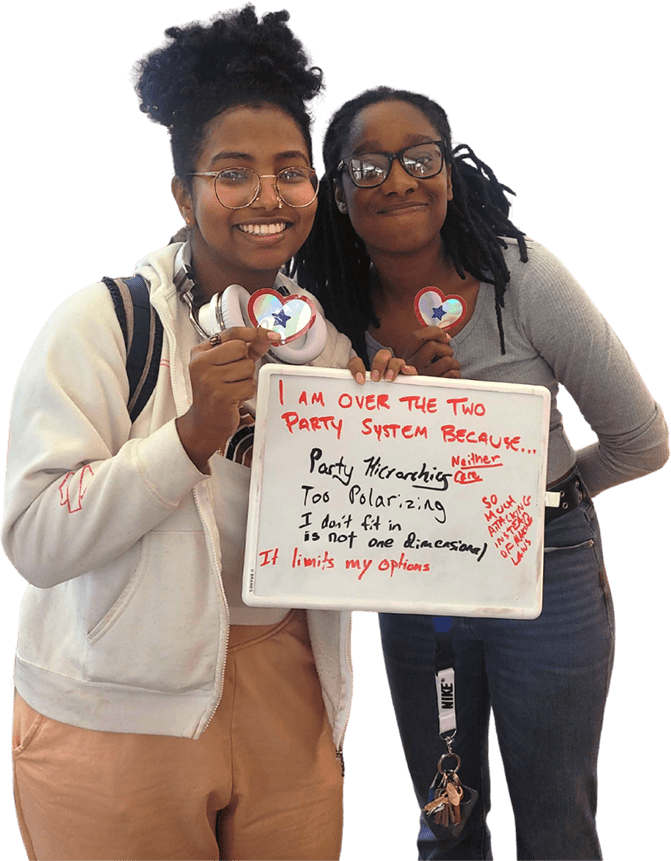 I AM OVER THE TWO
PARTY SYSTEM BECAUSE...
Party Hierarchies
Neither
Care
Too Polarizing
I don't fit in
is not one dimensional
It limits my options
SO
MUCH
ATTACKING
INSTEAD
OF MAKING
LAWS
NIKE